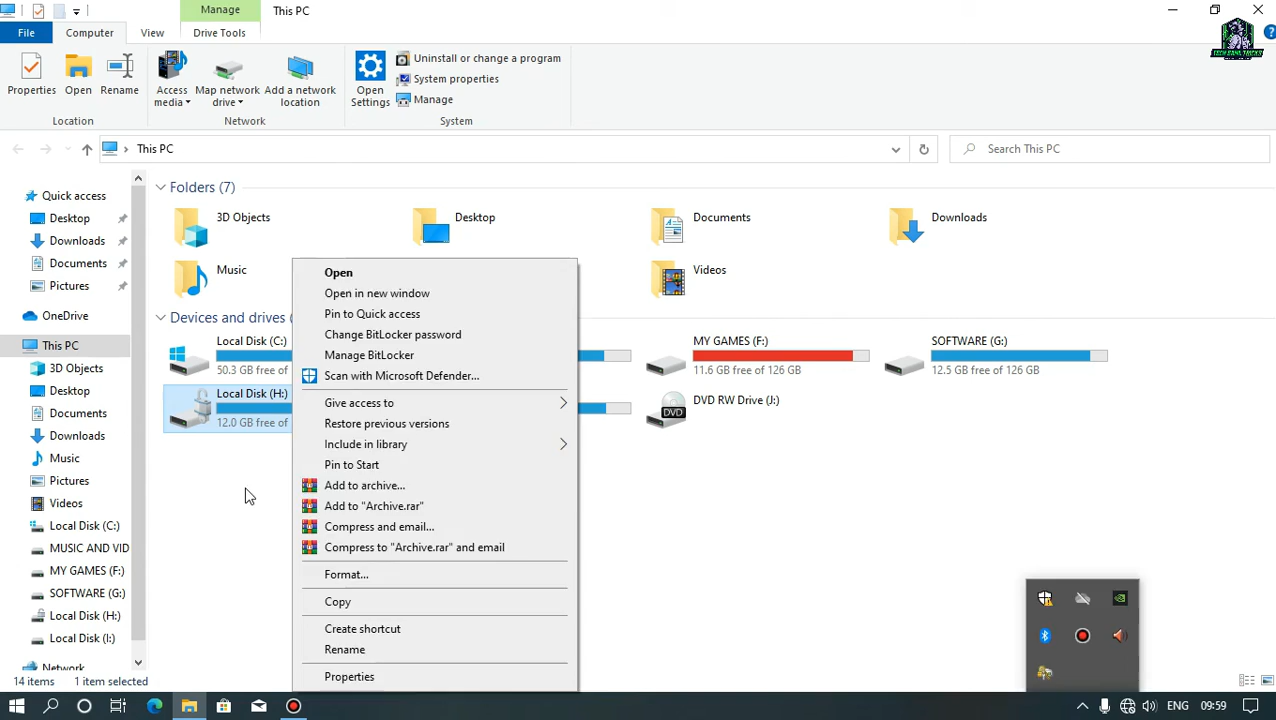 Manage
This PC
File
Computer
View
Drive Tools
Properties
Open
Rename
Access media
Map network drive
Add a network location
Open Settings
Uninstall or change a program
System properties
Manage
Location
Network
System
TECH BABA TRICKS
This PC
Search This PC
Quick access
Desktop
Downloads
Documents
Pictures
OneDrive
This PC
3D Objects
Desktop
Documents
Downloads
Music
Pictures
Videos
Local Disk (C:)
MUSIC AND VID
MY GAMES (F:)
SOFTWARE (G:)
Local Disk (H:)
Local Disk (I:)
Network
Folders (7)
3D Objects
Desktop
Documents
Downloads
Music
Videos
Devices and drives (
Local Disk (C:)
50.3 GB free of
MY GAMES (F:)
11.6 GB free of 126 GB
SOFTWARE (G:)
12.5 GB free of 126 GB
Local Disk (H:)
12.0 GB free of
DVD RW Drive (J:)
DVD
Open
Open in new window
Pin to Quick access
Change BitLocker password
Manage BitLocker
Scan with Microsoft Defender...
Give access to
Restore previous versions
Include in library
Pin to Start
Add to archive...
Add to "Archive.rar"
Compress and email...
Compress to "Archive.rar" and email
Format...
Copy
Create shortcut
Rename
Properties
14 items
1 item selected
ENG
09:59